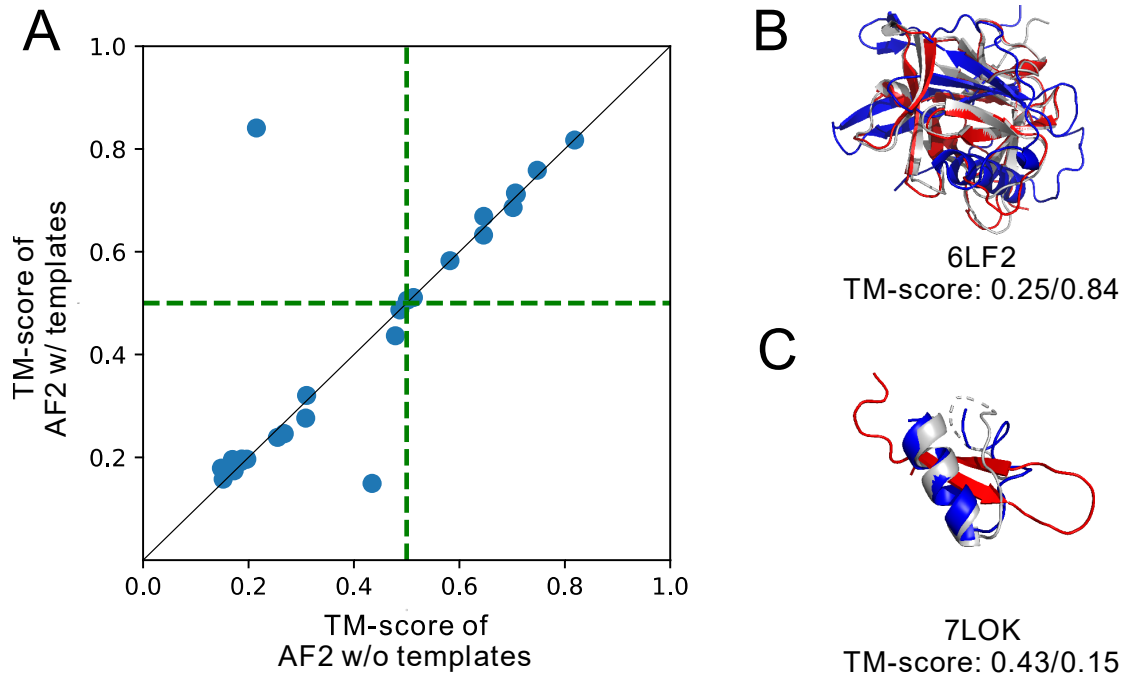 A
1.0
0.8
0.6
0.4
0.2
TM-score of
AF2 w/ templates
0.0
0.2
0.4
0.6
0.8
1.0
TM-score of
AF2 w/o templates
B
6LF2
TM-score: 0.25/0.84
C
7LOK
TM-score: 0.43/0.15